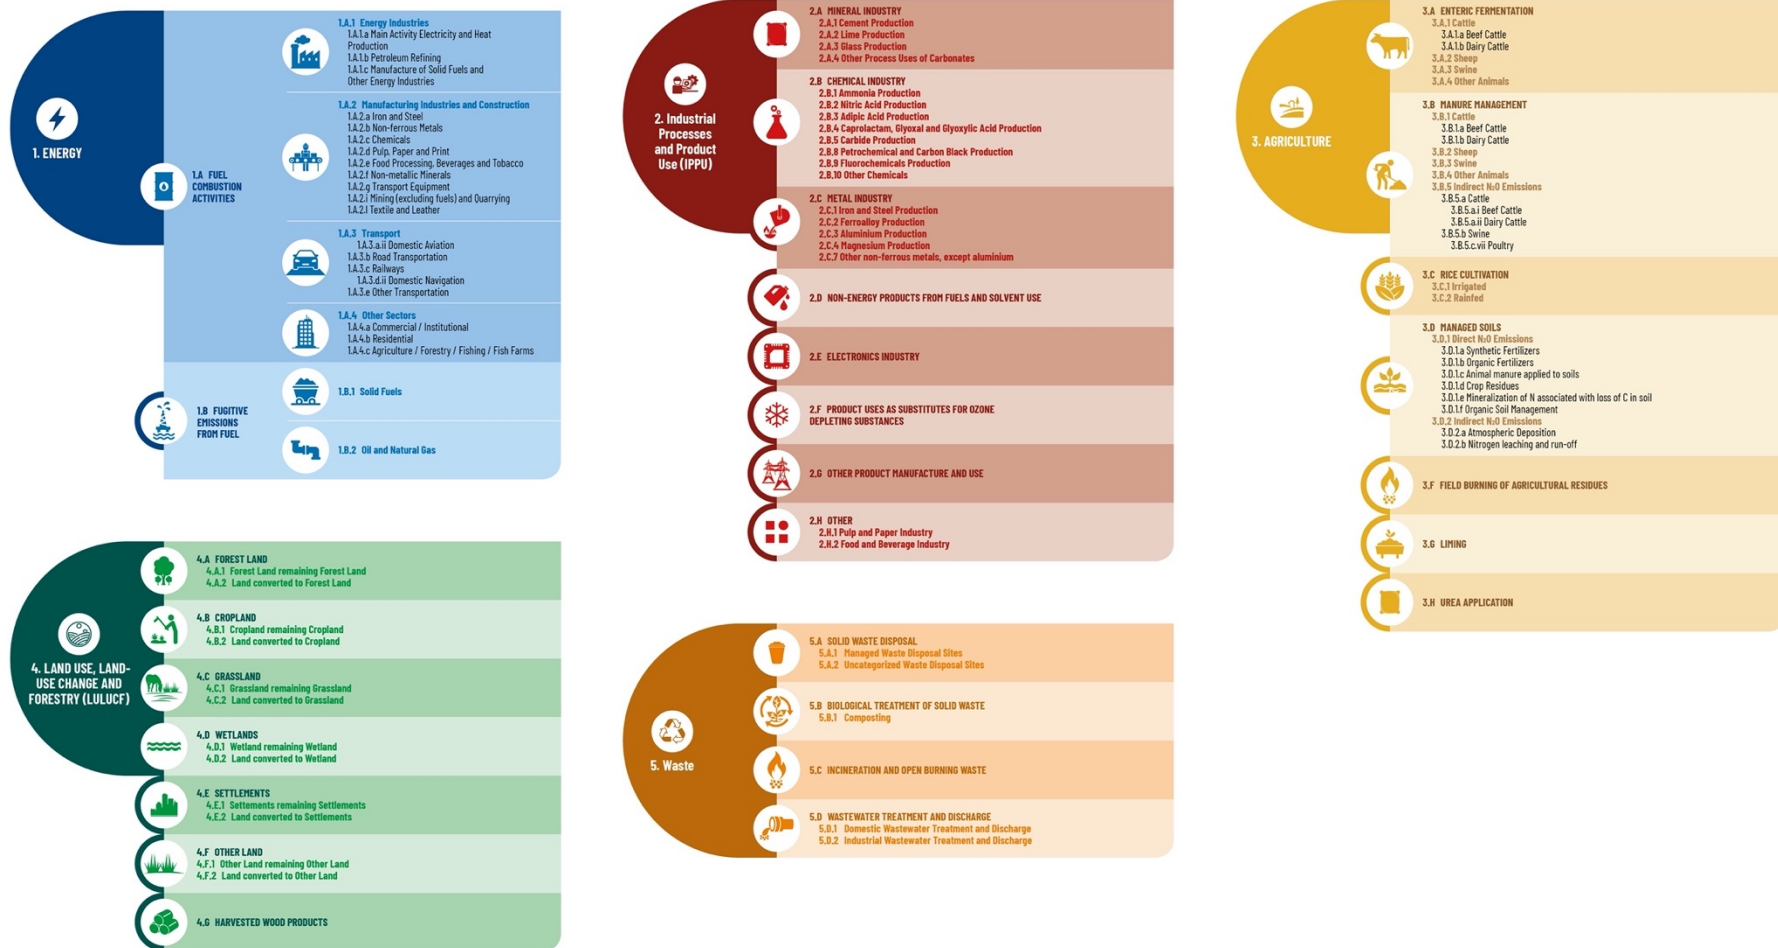 1. ENERGY
1.A FUEL
COMBUSTION
ACTIVITIES
1.A.1 Energy Industries
1.A.1.a Main Activity Electricity and Heat
Production
1.A.1.b Petroleum Refining
1.A.1.c Manufacture of Solid Fuels and
Other Energy Industries
1.A.2 Manufacturing Industries and Construction
1.A.2.a Iron and Steel
1.A.2.b Non-ferrous Metals
1.A.2.c Chemicals
1.A.2.d Pulp, Paper and Print
1.A.2.e Food Processing, Beverages and Tobacco
1.A.2.f Non-metallic Minerals
1.A.2.g Transport Equipment
1.A.2.i Mining (excluding fuels) and Quarrying
1.A.2.l Textile and Leather
1.A.3 Transport
1.A.3.a.ii Domestic Aviation
1.A.3.b Road Transportation
1.A.3.c Railways
1.A.3.d.ii Domestic Navigation
1.A.3.e Other Transportation
1.A.4 Other Sectors
1.A.4.a Commercial / Institutional
1.A.4.b Residential
1.A.4.c Agriculture / Forestry / Fishing / Fish Farms
1.B FUGITIVE
EMISSIONS
FROM FUEL
1.B.1 Solid Fuels
1.B.2 Oil and Natural Gas
2. Industrial
Processes
and Product
Use (IPPU)
2.A MINERAL INDUSTRY
2.A.1 Cement Production
2.A.2 Lime Production
2.A.3 Glass Production
2.A.4 Other Process Uses of Carbonates
2.B CHEMICAL INDUSTRY
2.B.1 Ammonia Production
2.B.2 Nitric Acid Production
2.B.3 Adipic Acid Production
2.B.4 Caprolactam, Glyoxal and Glyoxylic Acid Production
2.B.5 Carbide Production
2.B.8 Petrochemical and Carbon Black Production
2.B.9 Fluorochemicals Production
2.B.10 Other Chemicals
2.C METAL INDUSTRY
2.C.1 Iron and Steel Production
2.C.2 Ferroalloy Production
2.C.3 Aluminium Production
2.C.4 Magnesium Production
2.C.7 Other non-ferrous metals, except aluminium
2.D NON-ENERGY PRODUCTS FROM FUELS AND SOLVENT USE
2.E ELECTRONICS INDUSTRY
2.F PRODUCT USES AS SUBSTITUTES FOR OZONE
DEPLETING SUBSTANCES
2.G OTHER PRODUCT MANUFACTURE AND USE
2.H OTHER
2.H.1 Pulp and Paper Industry
2.H.2 Food and Beverage Industry
3. AGRICULTURE
3.A ENTERIC FERMENTATION
3.A.1 Cattle
3.A.1.a Beef Cattle
3.A.1.b Dairy Cattle
3.A.2 Sheep
3.A.3 Swine
3.A.4 Other Animals
3.B MANURE MANAGEMENT
3.B.1 Cattle
3.B.1.a Beef Cattle
3.B.1.b Dairy Cattle
3.B.2 Sheep
3.B.3 Swine
3.B.4 Other Animals
3.B.5 Indirect N₂O Emissions
3.B.5.a Cattle
3.B.5.a.i Beef Cattle
3.B.5.a.ii Dairy Cattle
3.B.5.b Swine
3.B.5.c.vii Poultry
3.C RICE CULTIVATION
3.C.1 Irrigated
3.C.2 Rainfed
3.D MANAGED SOILS
3.D.1 Direct N₂O Emissions
3.D.1.a Synthetic Fertilizers
3.D.1.b Organic Fertilizers
3.D.1.c Animal manure applied to soils
3.D.1.d Crop Residues
3.D.1.e Mineralization of N associated with loss of C in soil
3.D.1.f Organic Soil Management
3.D.2 Indirect N₂O Emissions
3.D.2.a Atmospheric Deposition
3.D.2.b Nitrogen leaching and run-off
3.F FIELD BURNING OF AGRICULTURAL RESIDUES
3.G LIMING
3.H UREA APPLICATION
4. LAND USE, LAND-
USE CHANGE AND
FORESTRY (LULUCF)
4.A FOREST LAND
4.A.1 Forest Land remaining Forest Land
4.A.2 Land converted to Forest Land
4.B CROPLAND
4.B.1 Cropland remaining Cropland
4.B.2 Land converted to Cropland
4.C GRASSLAND
4.C.1 Grassland remaining Grassland
4.C.2 Land converted to Grassland
4.D WETLANDS
4.D.1 Wetland remaining Wetland
4.D.2 Land converted to Wetland
4.E SETTLEMENTS
4.E.1 Settements remaining Settlements
4.E.2 Land converted to Settlements
4.F OTHER LAND
4.F.1 Other Land remaining Other Land
4.F.2 Land converted to Other Land
4.G HARVESTED WOOD PRODUCTS
5. Waste
5.A SOLID WASTE DISPOSAL
5.A.1 Managed Waste Disposal Sites
5.A.2 Uncategorized Waste Disposal Sites
5.B BIOLOGICAL TREATMENT OF SOLID WASTE
5.B.1 Composting
5.C INCINERATION AND OPEN BURNING WASTE
5.D WASTEWATER TREATMENT AND DISCHARGE
5.D.1 Domestic Wastewater Treatment and Discharge
5.D.2 Industrial Wastewater Treatment and Discharge